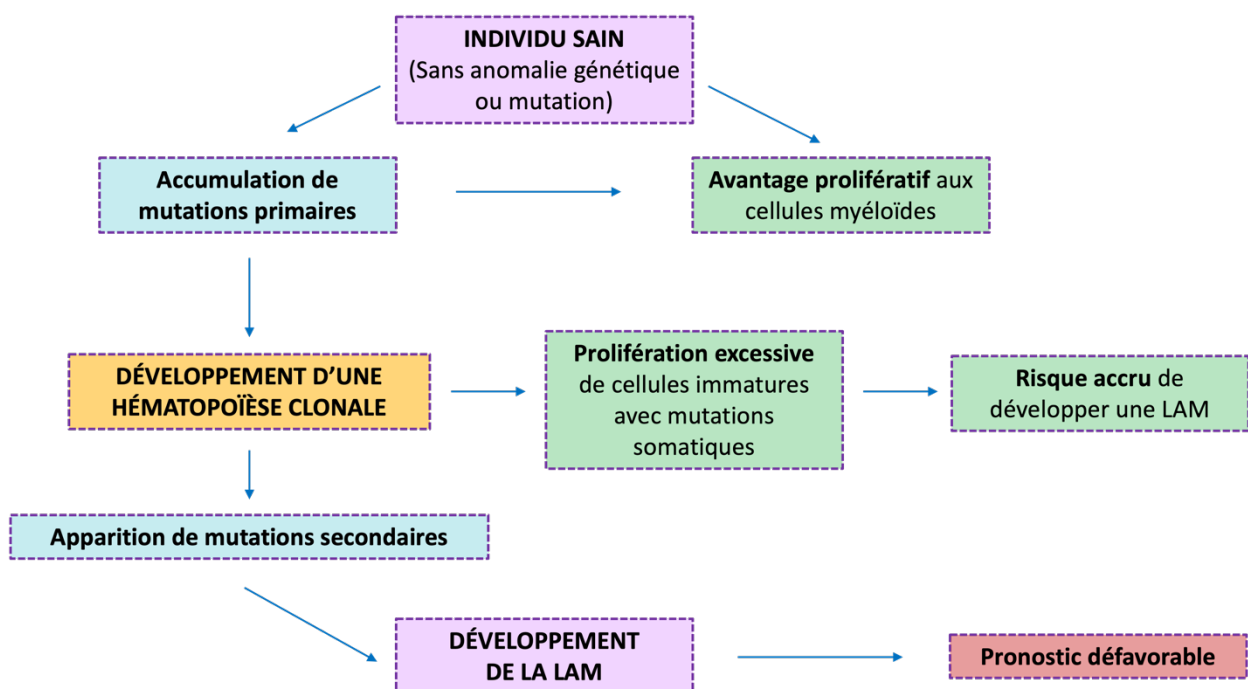 INDIVIDU SAIN
(Sans anomalie génétique
ou mutation)
Accumulation de
mutations primaires
Avantage prolifératif aux
cellules myéloïdes
DÉVELOPPEMENT D’UNE
HÉMATOPOÏÈSE CLONALE
Prolifération excessive
de cellules immatures
avec mutations
somatiques
Risque accru de
développer une LAM
Apparition de mutations secondaires
DÉVELOPPEMENT
DE LA LAM
Pronostic défavorable